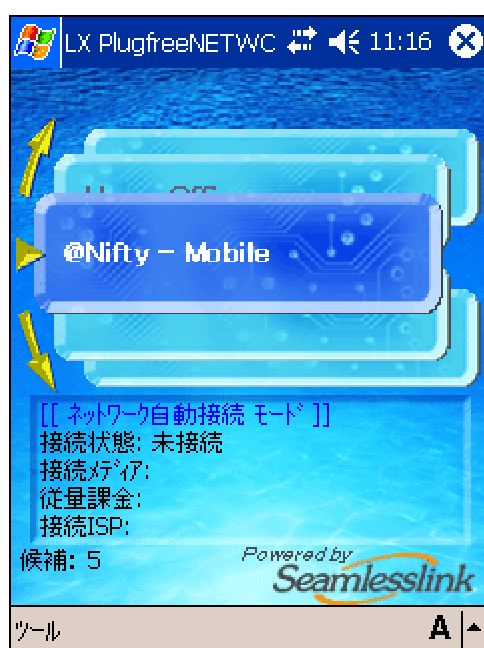 LX PlugfreeNETWC 11:16
@Nifty – Mobile
[[ ﾈｯﾄﾜｰｸ自動接続 ﾓｰﾄﾞ ]]
接続状態: 未接続
接続ﾒﾃﾞｨｱ:
従量課金:
接続ISP:
候補: 5
Powered by
Seamlesslink
ﾂｰﾙ A